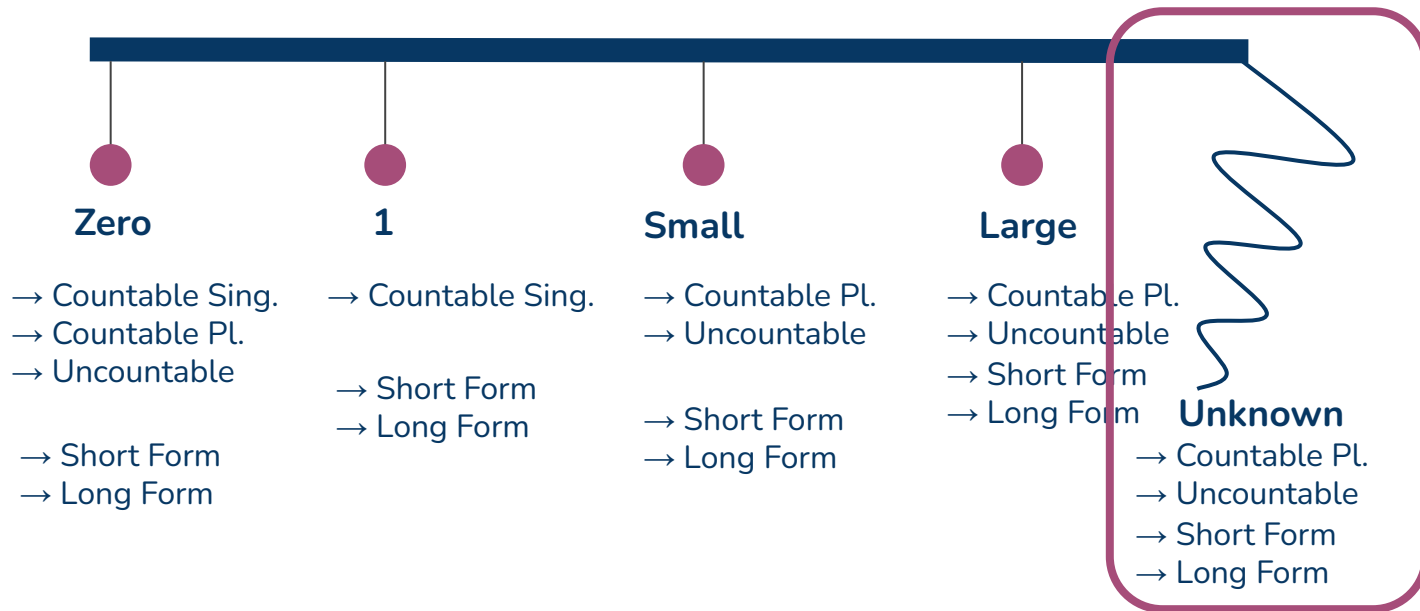 Zero
→ Countable Sing.
→ Countable Pl.
→ Uncountable
→ Short Form
→ Long Form
1
→ Countable Sing.
→ Short Form
→ Long Form
Small
→ Countable Pl.
→ Uncountable
→ Short Form
→ Long Form
Large
→ Countable Pl.
→ Uncountable
→ Short Form
→ Long Form
Unknown
→ Countable Pl.
→ Uncountable
→ Short Form
→ Long Form